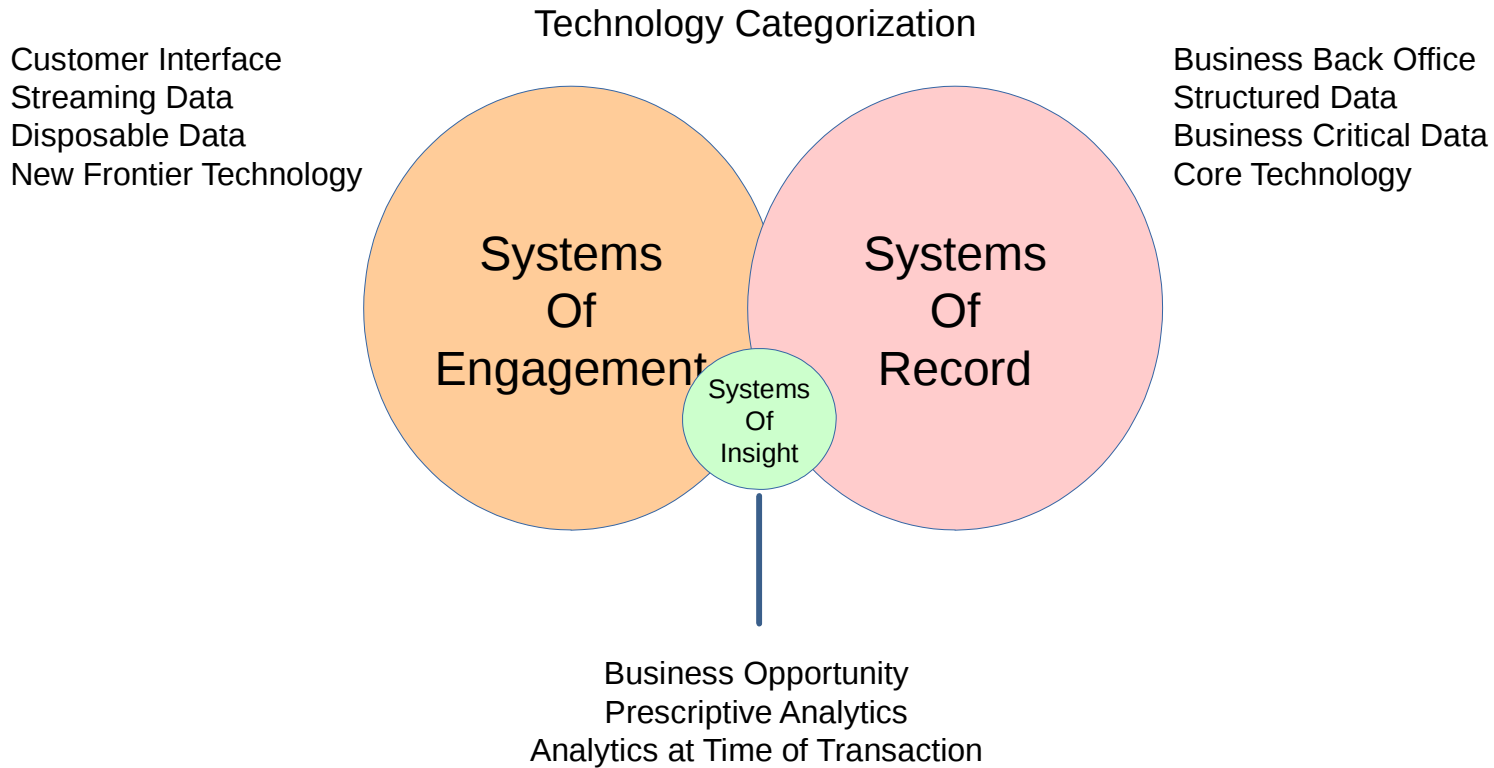 Technology Categorization
Customer Interface
Streaming Data
Disposable Data
New Frontier Technology
Business Back Office
Structured Data
Business Critical Data
Core Technology
Systems
Of
Engagement
Systems
Of
Record
Systems
Of
Insight
Business Opportunity
Prescriptive Analytics
Analytics at Time of Transaction